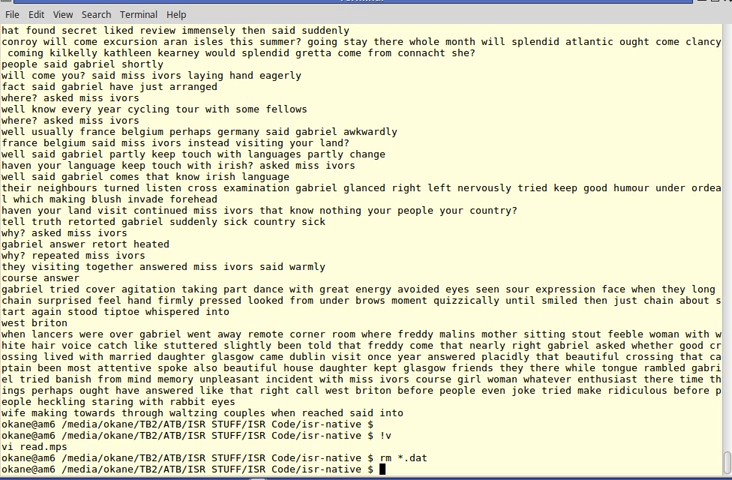 File Edit View Search Terminal Help
hat found secret liked review immensely then said suddenly
conroy will come excursion aran isles this summer? going stay there whole month will splendid atlantic ought come clancy
 coming kilkelly kathleen kearney would splendid gretta come from connacht she?
people said gabriel shortly
will come you? said miss ivors laying hand eagerly
fact said gabriel have just arranged
where? asked miss ivors
well know every year cycling tour with some fellows
where? asked miss ivors
well usually france belgium perhaps germany said gabriel awkwardly
france belgium said miss ivors instead visiting your land?
well said gabriel partly keep touch with languages partly change
haven your language keep touch with irish? asked miss ivors
well said gabriel comes that know irish language
their neighbours turned listen cross examination gabriel glanced right left nervously tried keep good humour under ordea
l which making blush invade forehead
haven your land visit continued miss ivors that know nothing your people your country?
tell truth retorted gabriel suddenly sick country sick
why? asked miss ivors
gabriel answer retort heated
why? repeated miss ivors
they visiting together answered miss ivors said warmly
course answer
gabriel tried cover agitation taking part dance with great energy avoided eyes seen sour expression face when they long
chain surprised feel hand firmly pressed looked from under brows moment quizzically until smiled then just chain about s
tart again stood tiptoe whispered into
west briton
when lancers were over gabriel went away remote corner room where freddy malins mother sitting stout feeble woman with w
hite hair voice catch like stuttered slightly been told that freddy come that nearly right gabriel asked whether good cr
ossing lived with married daughter glasgow came dublin visit once year answered placidly that beautiful crossing that ca
ptain been most attentive spoke also beautiful house daughter kept glasgow friends they there while tongue rambled gabri
el tried banish from mind memory unpleasant incident with miss ivors course girl woman whatever enthusiast there time th
ings perhaps ought have answered like that right call west briton before people even joke tried make ridiculous before p
eople heckling staring with rabbit eyes
wife making towards through waltzing couples when reached said into
okane@am6 /media/okane/TB2/ATB/ISR STUFF/ISR Code/isr-native $
okane@am6 /media/okane/TB2/ATB/ISR STUFF/ISR Code/isr-native $ !v
vi read.mps
okane@am6 /media/okane/TB2/ATB/ISR STUFF/ISR Code/isr-native $ rm *.dat
okane@am6 /media/okane/TB2/ATB/ISR STUFF/ISR Code/isr-native $